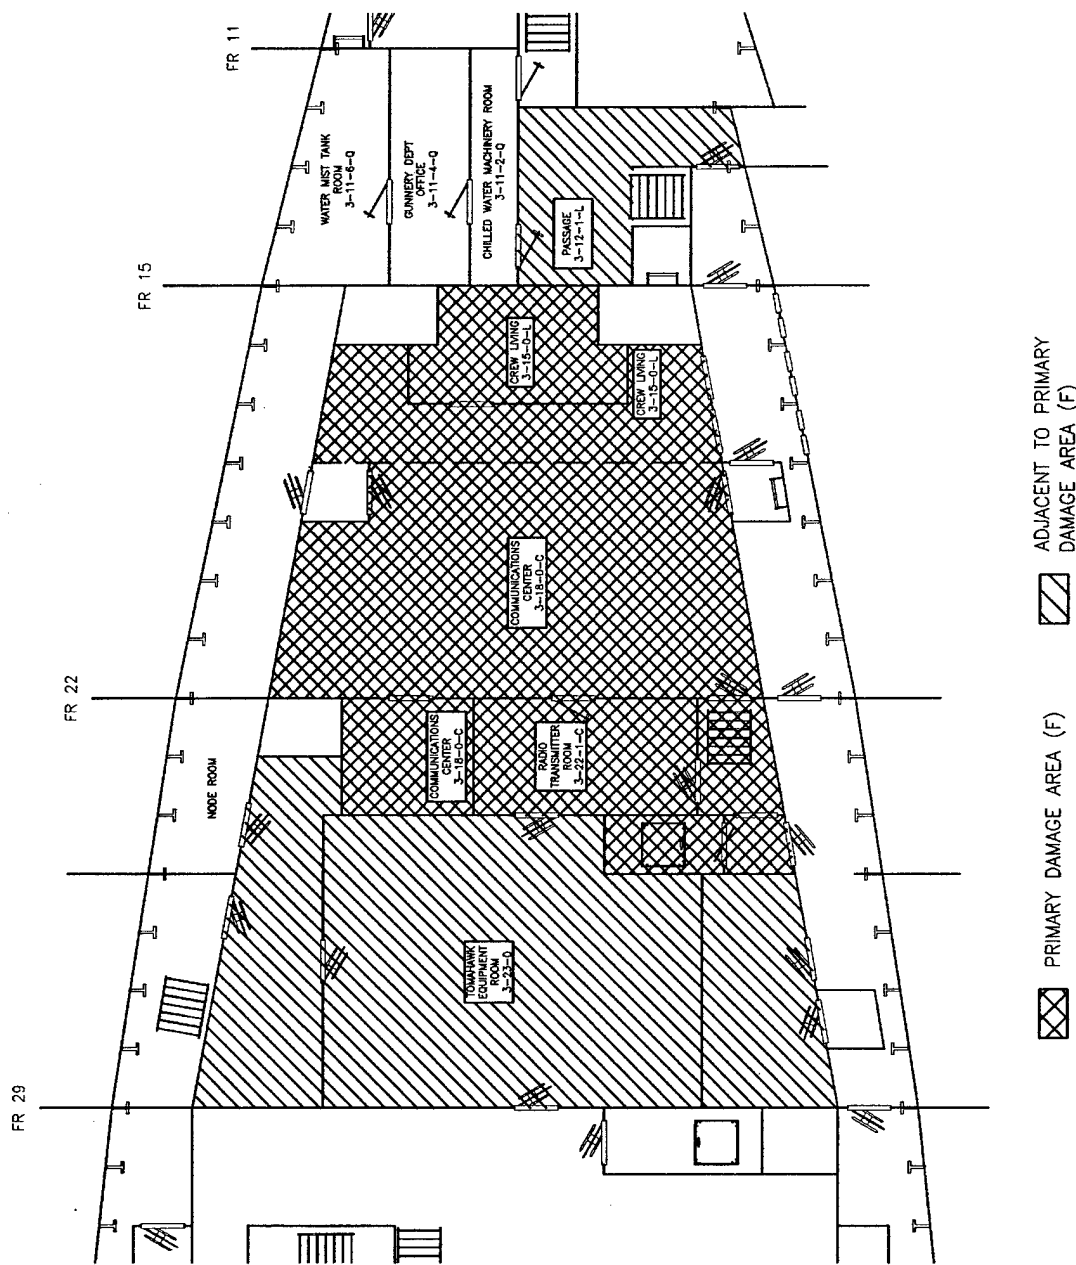 FR 11
WATER MIST TANK
ROOM
3-11-6-Q
GUNNERY DEPT
OFFICE
3-11-4-Q
CHILLED WATER MACHINERY ROOM
3-11-2-Q
PASSAGE
3-12-1-L
FR 15
CREW LIVING
3-15-0-L
CREW LIVING
3-15-0-L
COMMUNICATIONS
CENTER
3-18-0-C
FR 22
COMMUNICATIONS
CENTER
3-18-0-C
RADIO
TRANSMITTER
ROOM
3-22-1-C
NODE ROOM
TOMAHAWK
EQUIPMENT
ROOM
3-23-0-Q
FR 29
PRIMARY DAMAGE AREA (F)
ADJACENT TO PRIMARY
DAMAGE AREA (F)